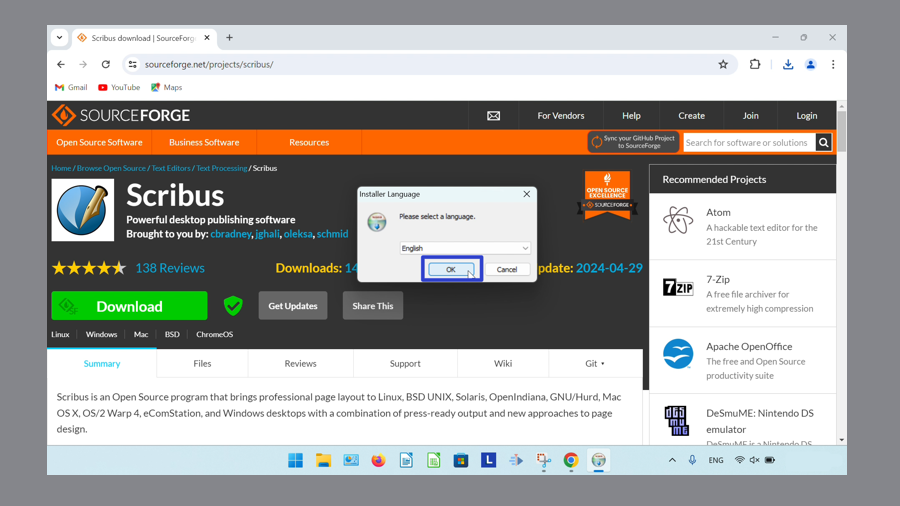 Scribus download | SourceForg
sourceforge.net/projects/scribus/
Gmail
YouTube
Maps
SOURCEFORGE
For Vendors
Help
Create
Join
Login
Open Source Software
Business Software
Resources
Sync your GitHub Project
to SourceForge
Search for software or solutions
Home / Browse Open Source / Text Editors / Text Processing / Scribus
Scribus
Powerful desktop publishing software
Brought to you by: cbradney, jghali, oleksa, schmid
OPEN SOURCE
EXCELLENCE
SOURCEFORGE
138 Reviews
Downloads: 14
pdate: 2024-04-29
Download
Get Updates
Share This
Linux
Windows
Mac
BSD
ChromeOS
Summary
Files
Reviews
Support
Wiki
Git
Scribus is an Open Source program that brings professional page layout to Linux, BSD UNIX, Solaris, OpenIndiana, GNU/Hurd, Mac
OS X, OS/2 Warp 4, eComStation, and Windows desktops with a combination of press-ready output and new approaches to page
design.
Installer Language
Please select a language.
English
OK
Cancel
Recommended Projects
Atom
A hackable text editor for the
21st Century
7ZIP
7-Zip
A free file archiver for
extremely high compression
Apache OpenOffice
The free and Open Source
productivity suite
DeSmuME
DeSmuME: Nintendo DS
emulator
DeSmuME is a Nintendo DS
L
ENG